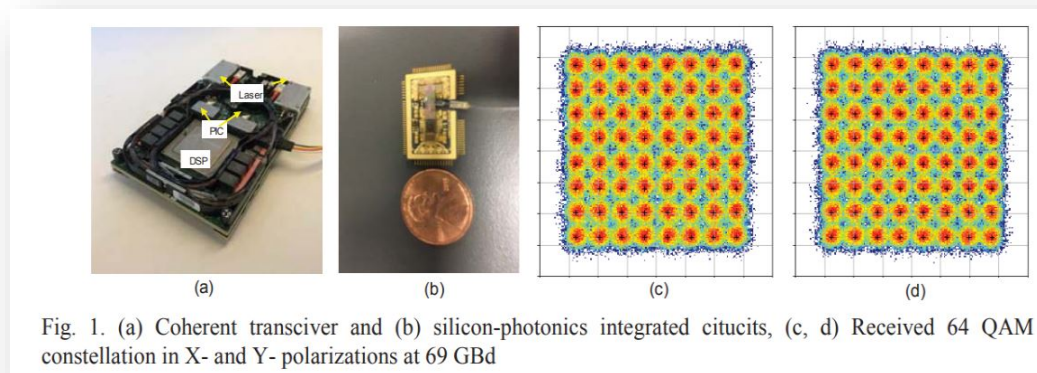 Laser
PIC
DSP
(a)
(b)
(c)
(d)
Fig. 1. (a) Coherent transciver and (b) silicon-photonics integrated citucits, (c, d) Received 64 QAM
constellation in X- and Y- polarizations at 69 GBd